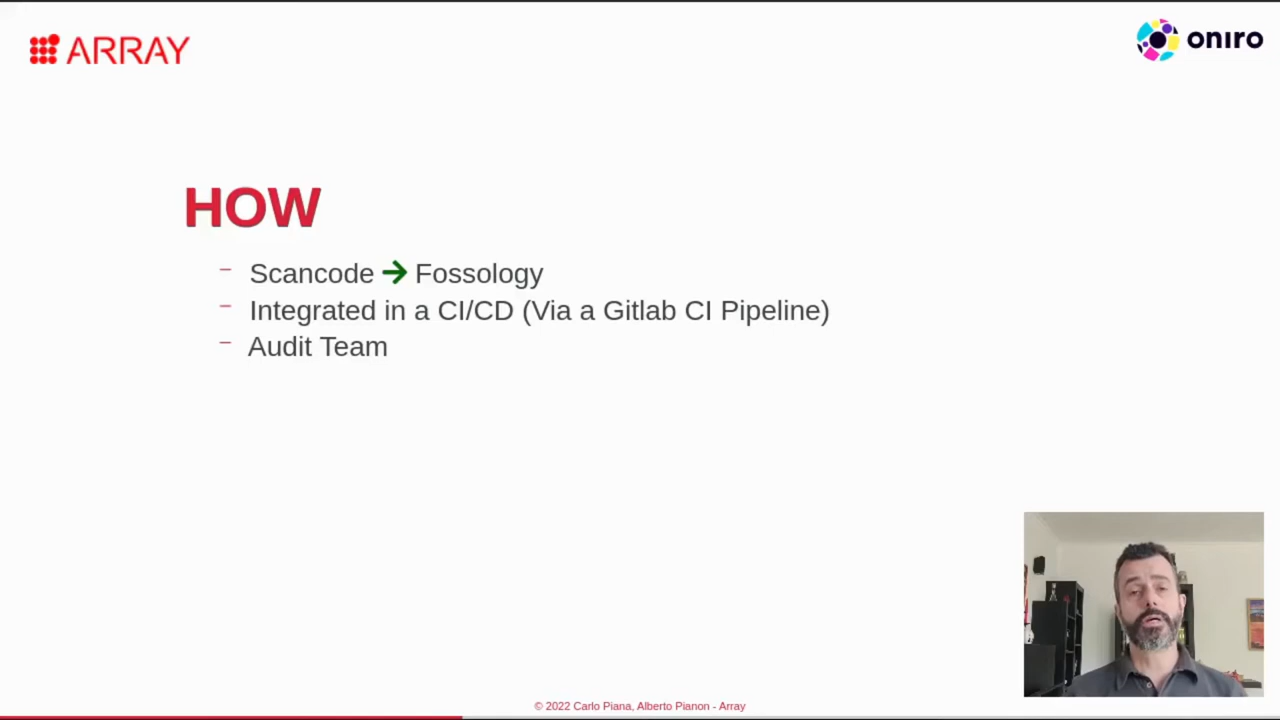 ARRAY
oniro
HOW
– Scancode → Fossology
– Integrated in a CI/CD (Via a Gitlab CI Pipeline)
– Audit Team
© 2022 Carlo Piana, Alberto Pianon - Array